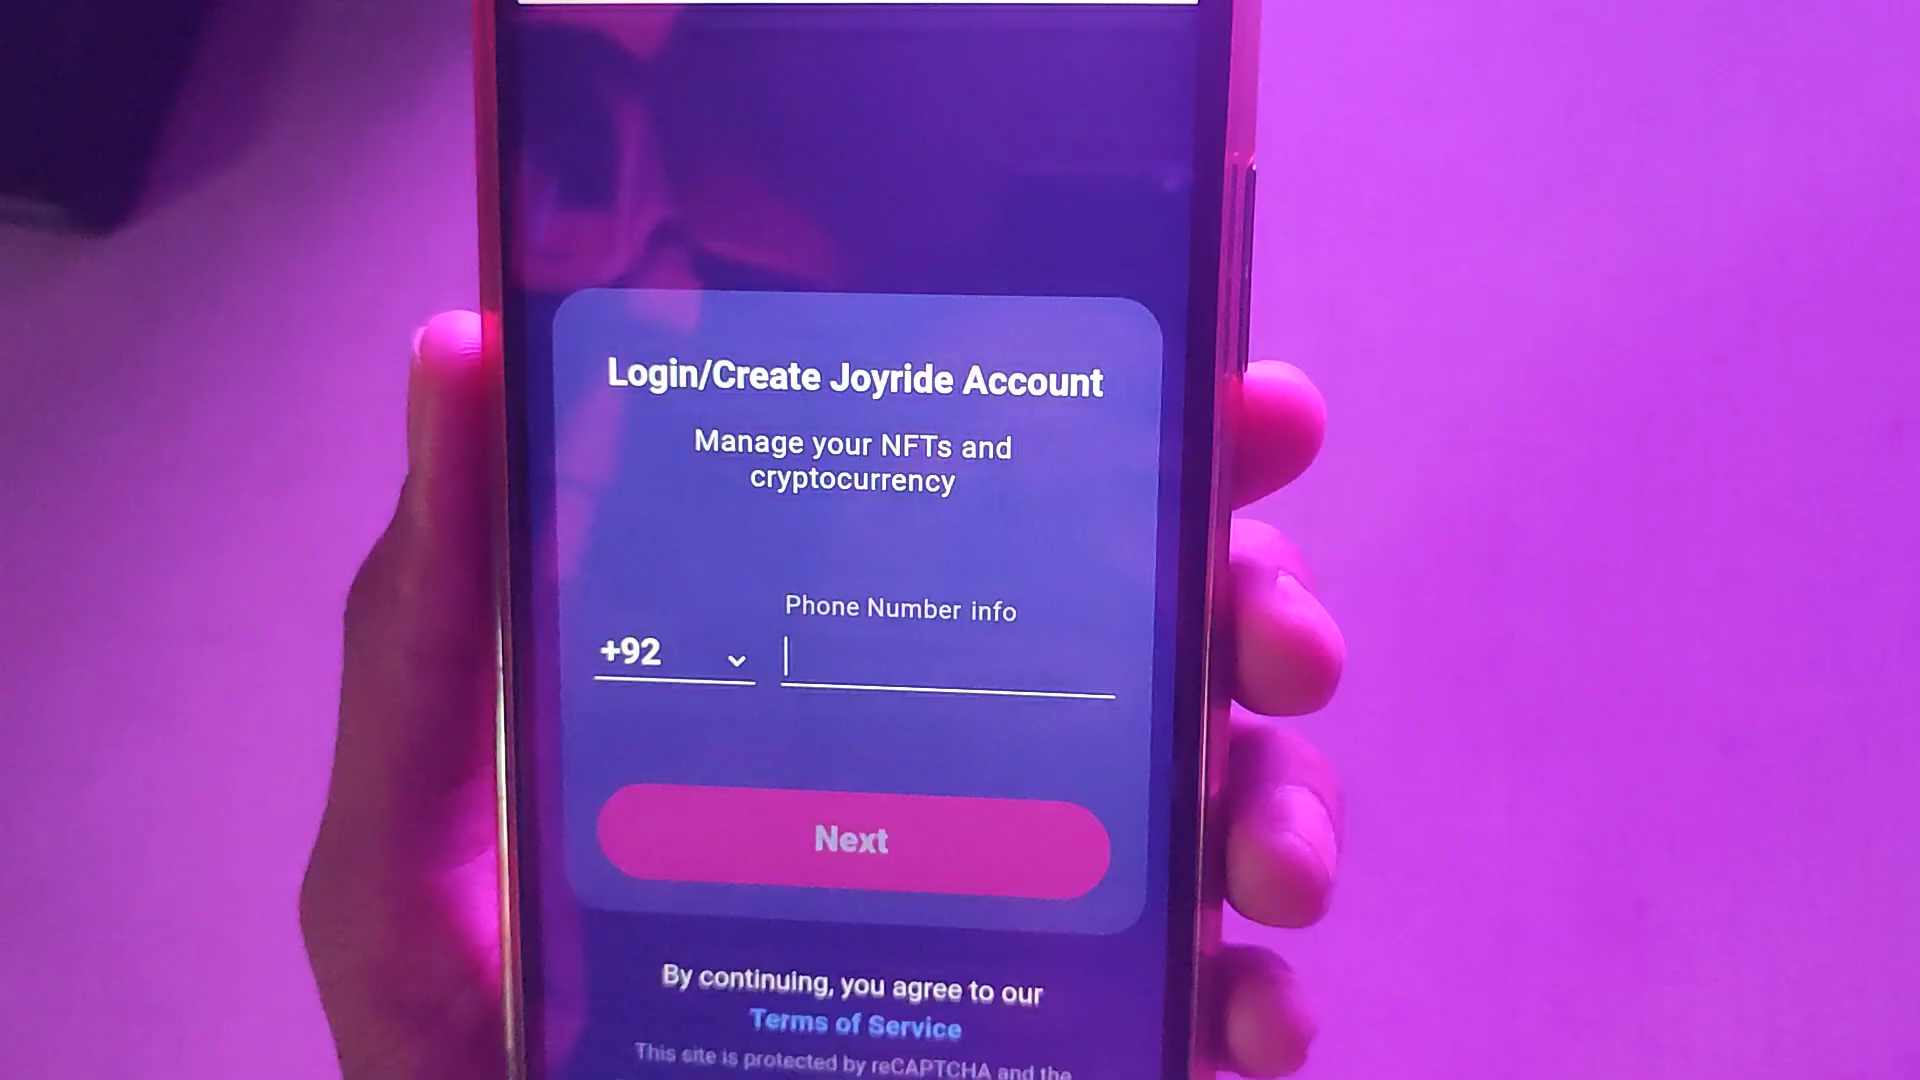 Login/Create Joyride Account
Manage your NFTs and
cryptocurrency
Phone Number info
+92
Next
By continuing, you agree to our
Terms of Service
This site is protected by reCAPTCHA and the